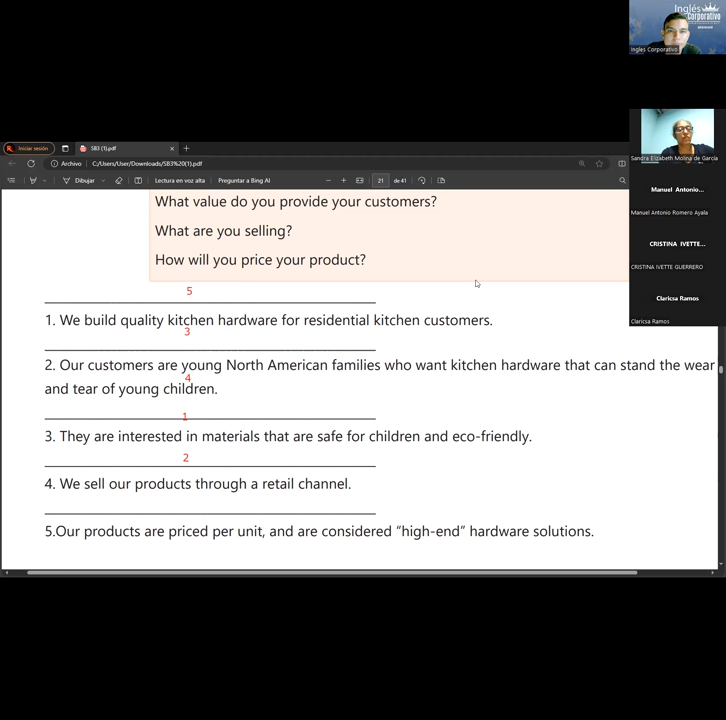 Inglés
Corporativo
Ingles Corporativo
Iniciar sesión
SB3 (1).pdf
Archivo
C:/Users/User/Downloads/SB3%20(1).pdf
Dibujar
Lectura en voz alta
Preguntar a Bing AI
21
de 41
Sandra Elizabeth Molina de García
Manuel Antonio...
Manuel Antonio Romero Ayala
CRISTINA IVETTE...
CRISTINA IVETTE GUERRERO
Claricsa Ramos
Claricsa Ramos
What value do you provide your customers?
What are you selling?
How will you price your product?
5
1. We build quality kitchen hardware for residential kitchen customers.
3
2. Our customers are young North American families who want kitchen hardware that can stand the wear
4
and tear of young children.
1
3. They are interested in materials that are safe for children and eco-friendly.
2
4. We sell our products through a retail channel.
5.Our products are priced per unit, and are considered “high-end” hardware solutions.